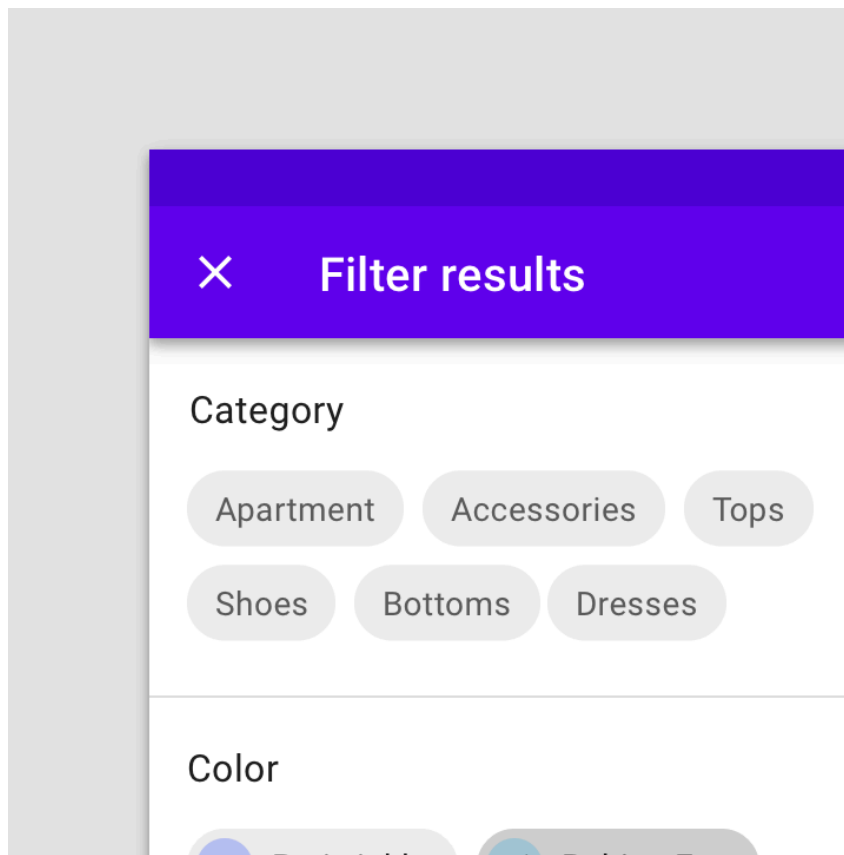 Filter results
Category
Apartment Accessories Tops
Shoes Bottoms Dresses
Color